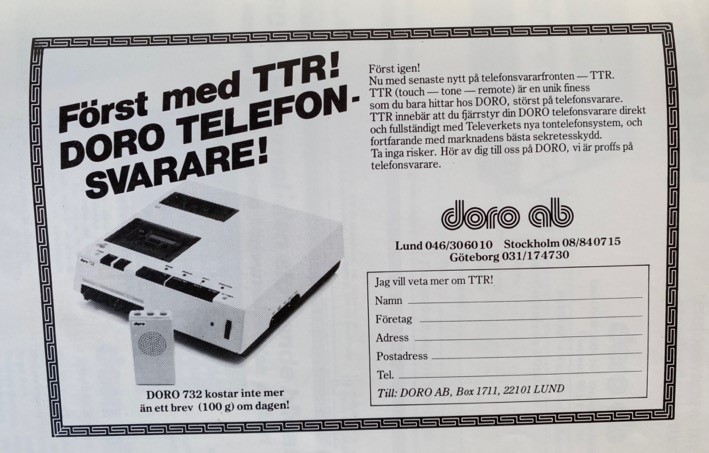 Först med TTR!
DORO TELEFON-
SVARARE!
Först igen!
Nu med senaste nytt på telefonsvararfronten — TTR.
TTR (touch — tone — remote) är en unik finess
som du bara hittar hos DORO, störst på telefonsvarare.
TTR innebär att du fjärrstyr din DORO telefonsvarare direkt
och fullständigt med Televerkets nya tontelefonsystem, och
fortfarande med marknadens bästa sekretesskydd.
Ta inga risker. Hör av dig till oss på DORO, vi är proffs på
telefonsvarare.
doro ab
Lund 046/306010 Stockholm 08/840715
Göteborg 031/174730
Jag vill veta mer om TTR!
Namn
Företag
Adress
Postadress
Tel.
Till: DORO AB, Box 1711, 22101 LUND
doro
doro
DORO 732 kostar inte mer
än ett brev (100 g) om dagen!